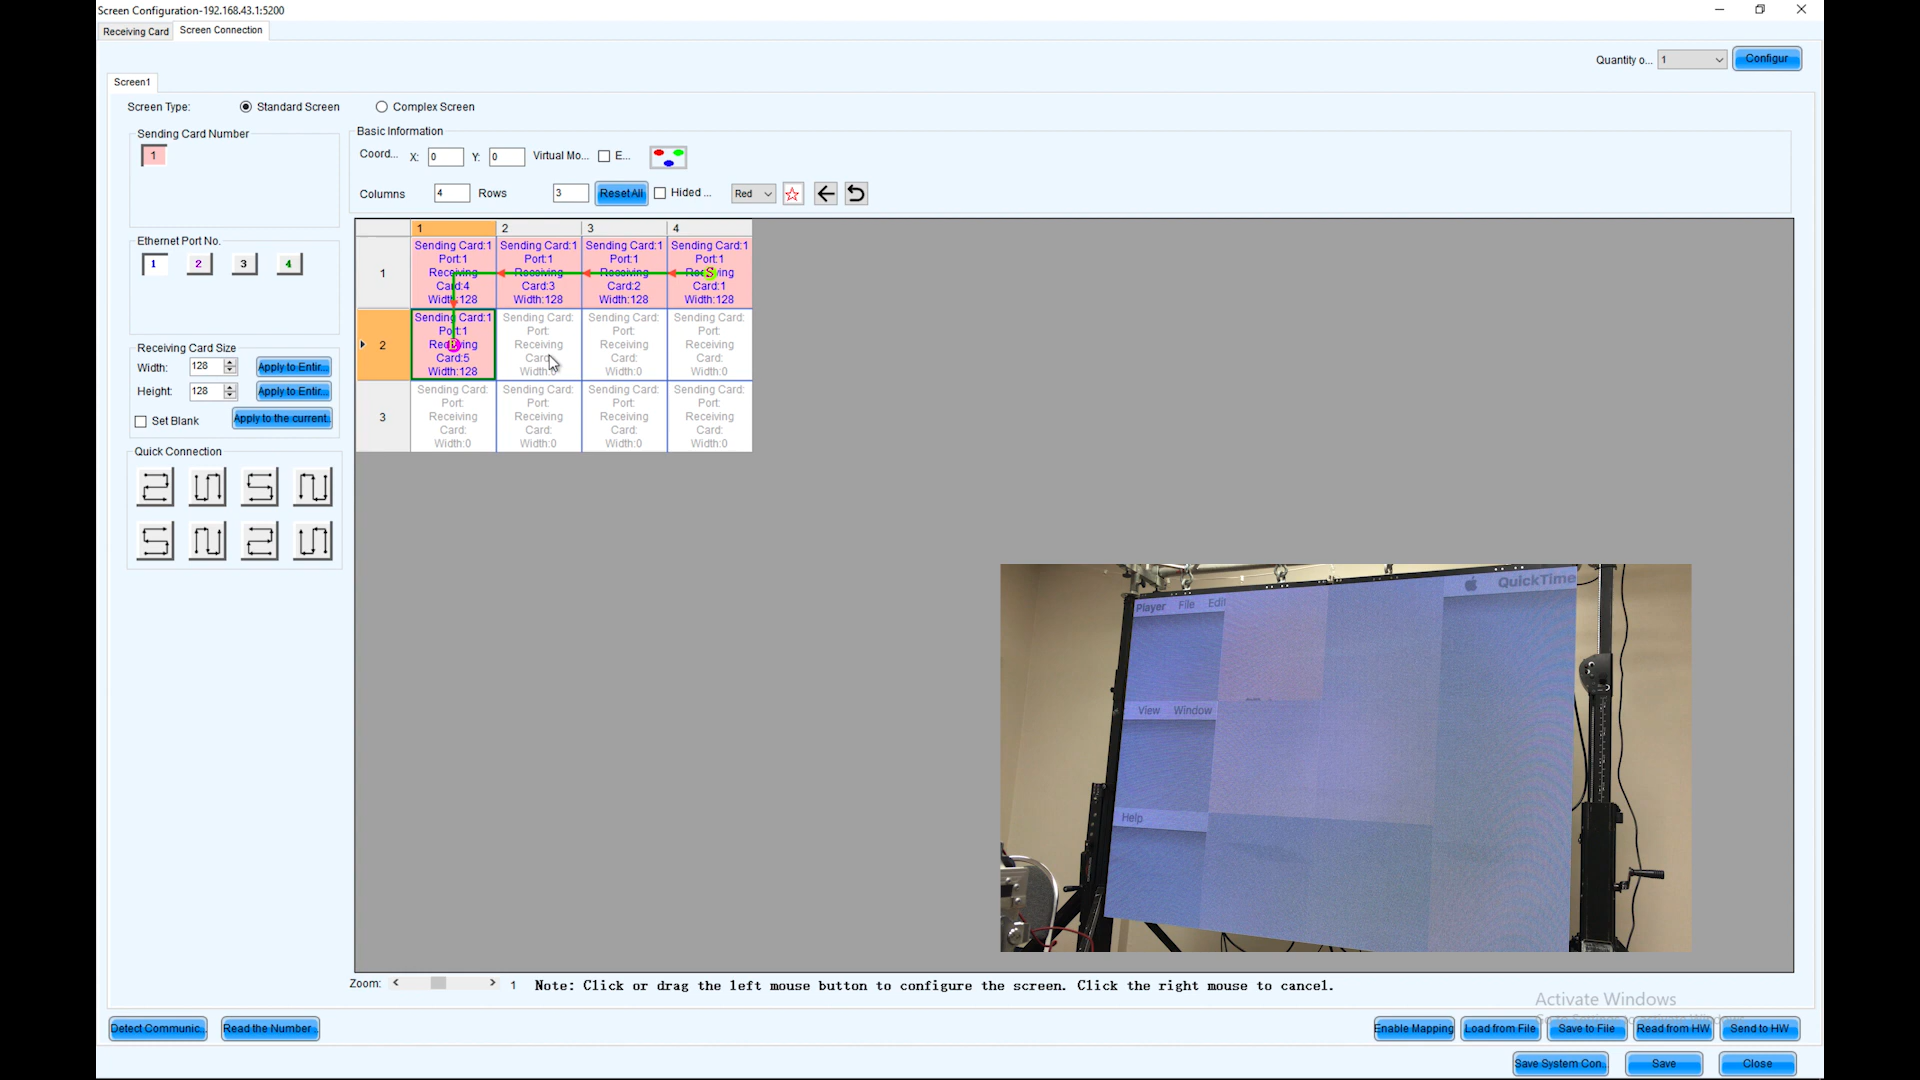 Screen Configuration-192.168.43.1:5200
Receiving Card Screen Connection
Quantity o... 1 Configur
Screen1
Screen Type: Standard Screen Complex Screen
Sending Card Number
1
Basic Information
Coord... X: 0 Y: 0 Virtual Mo... E...
Columns 4 Rows 3 Reset All Hided ... Red
Ethernet Port No.
1 2 3 4
Receiving Card Size
Width: 128 Apply to Entir...
Height: 128 Apply to Entir...
Set Blank Apply to the current.
Quick Connection
1 2 3 4
1
Sending Card:1 Sending Card:1 Sending Card:1 Sending Card:1
Port:1 Port:1 Port:1 Port:1
Receiving Receiving Receiving Receiving
Card:4 Card:3 Card:2 Card:1
Width:128 Width:128 Width:128 Width:128
2
Sending Card:1 Sending Card: Sending Card: Sending Card:
Port:1 Port: Port: Port:
Receiving Receiving Receiving Receiving
Card:5 Card: Card: Card:
Width:128 Width:0 Width:0 Width:0
3
Sending Card: Sending Card: Sending Card: Sending Card:
Port: Port: Port: Port:
Receiving Receiving Receiving Receiving
Card: Card: Card: Card:
Width:0 Width:0 Width:0 Width:0
Player File Edit
QuickTime
View Window
Help
Zoom: < > 1 Note: Click or drag the left mouse button to configure the screen. Click the right mouse to cancel.
Activate Windows
Detect Communic... Read the Number
Enable Mapping Load from File Save to File Read from HW Send to HW
Save System Con... Save Close